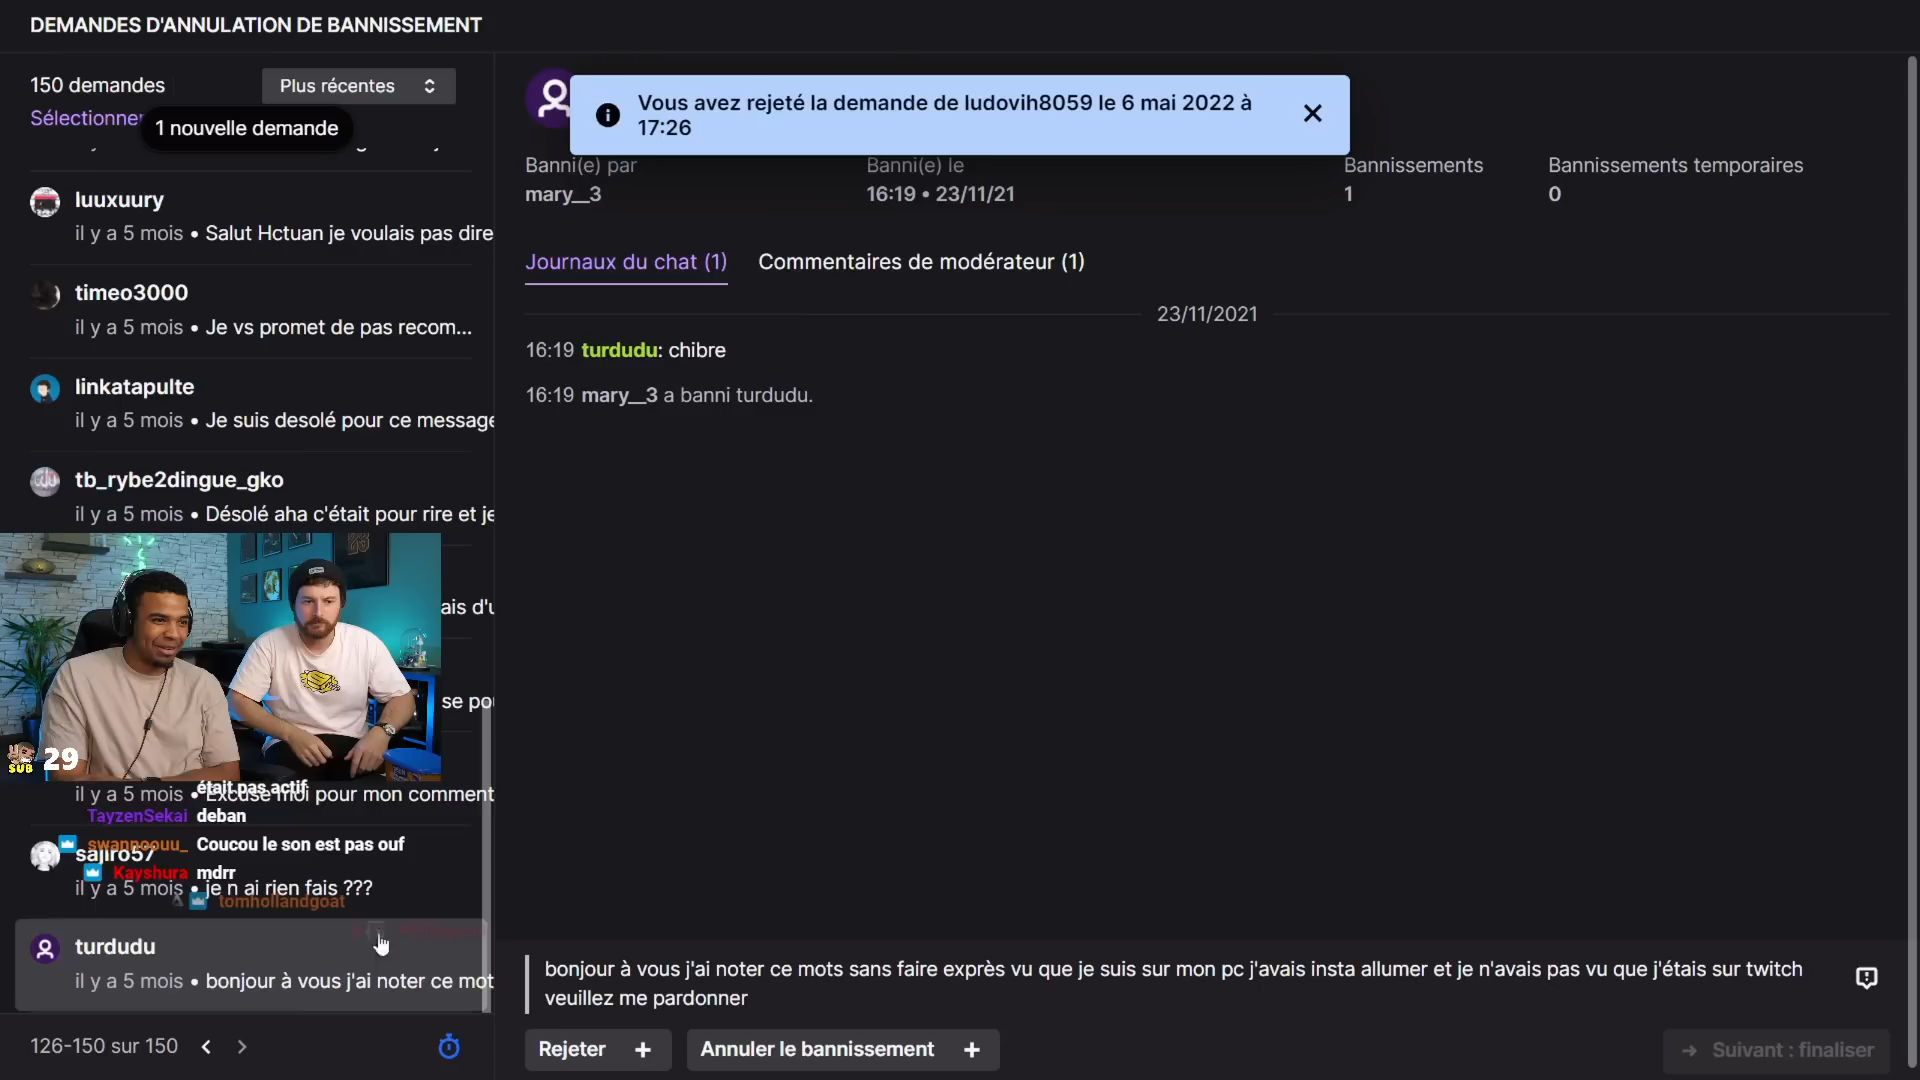 DEMANDES D'ANNULATION DE BANNISSEMENT
150 demandes
Plus récentes
Sélectionner
1 nouvelle demande
luuxuury
il y a 5 mois • Salut Hctuan je voulais pas dire
timeo3000
il y a 5 mois • Je vs promet de pas recom...
linkatapulte
il y a 5 mois • Je suis desolé pour ce message
tb_rybe2dingue_gko
il y a 5 mois • Désolé aha c'était pour rire et je
ais d'u
se pou
SUB 29
était pas actif
il y a 5 mois • Excuse moi pour mon comment
TayzenSekai deban
swannoouu_ Coucou le son est pas ouf
sajiro57
Kayshura mdrr
il y a 5 mois • je n ai rien fais ???
tomhollandgoat
turdudu
il y a 5 mois • bonjour à vous j'ai noter ce mot
126-150 sur 150
Vous avez rejeté la demande de ludovih8059 le 6 mai 2022 à
17:26
Banni(e) par
mary__3
Banni(e) le
16:19 • 23/11/21
Bannissements
1
Bannissements temporaires
0
Journaux du chat (1)
Commentaires de modérateur (1)
23/11/2021
16:19 turdudu: chibre
16:19 mary__3 a banni turdudu.
bonjour à vous j'ai noter ce mots sans faire exprès vu que je suis sur mon pc j'avais insta allumer et je n'avais pas vu que j'étais sur twitch
veuillez me pardonner
Rejeter
Annuler le bannissement
Suivant : finaliser